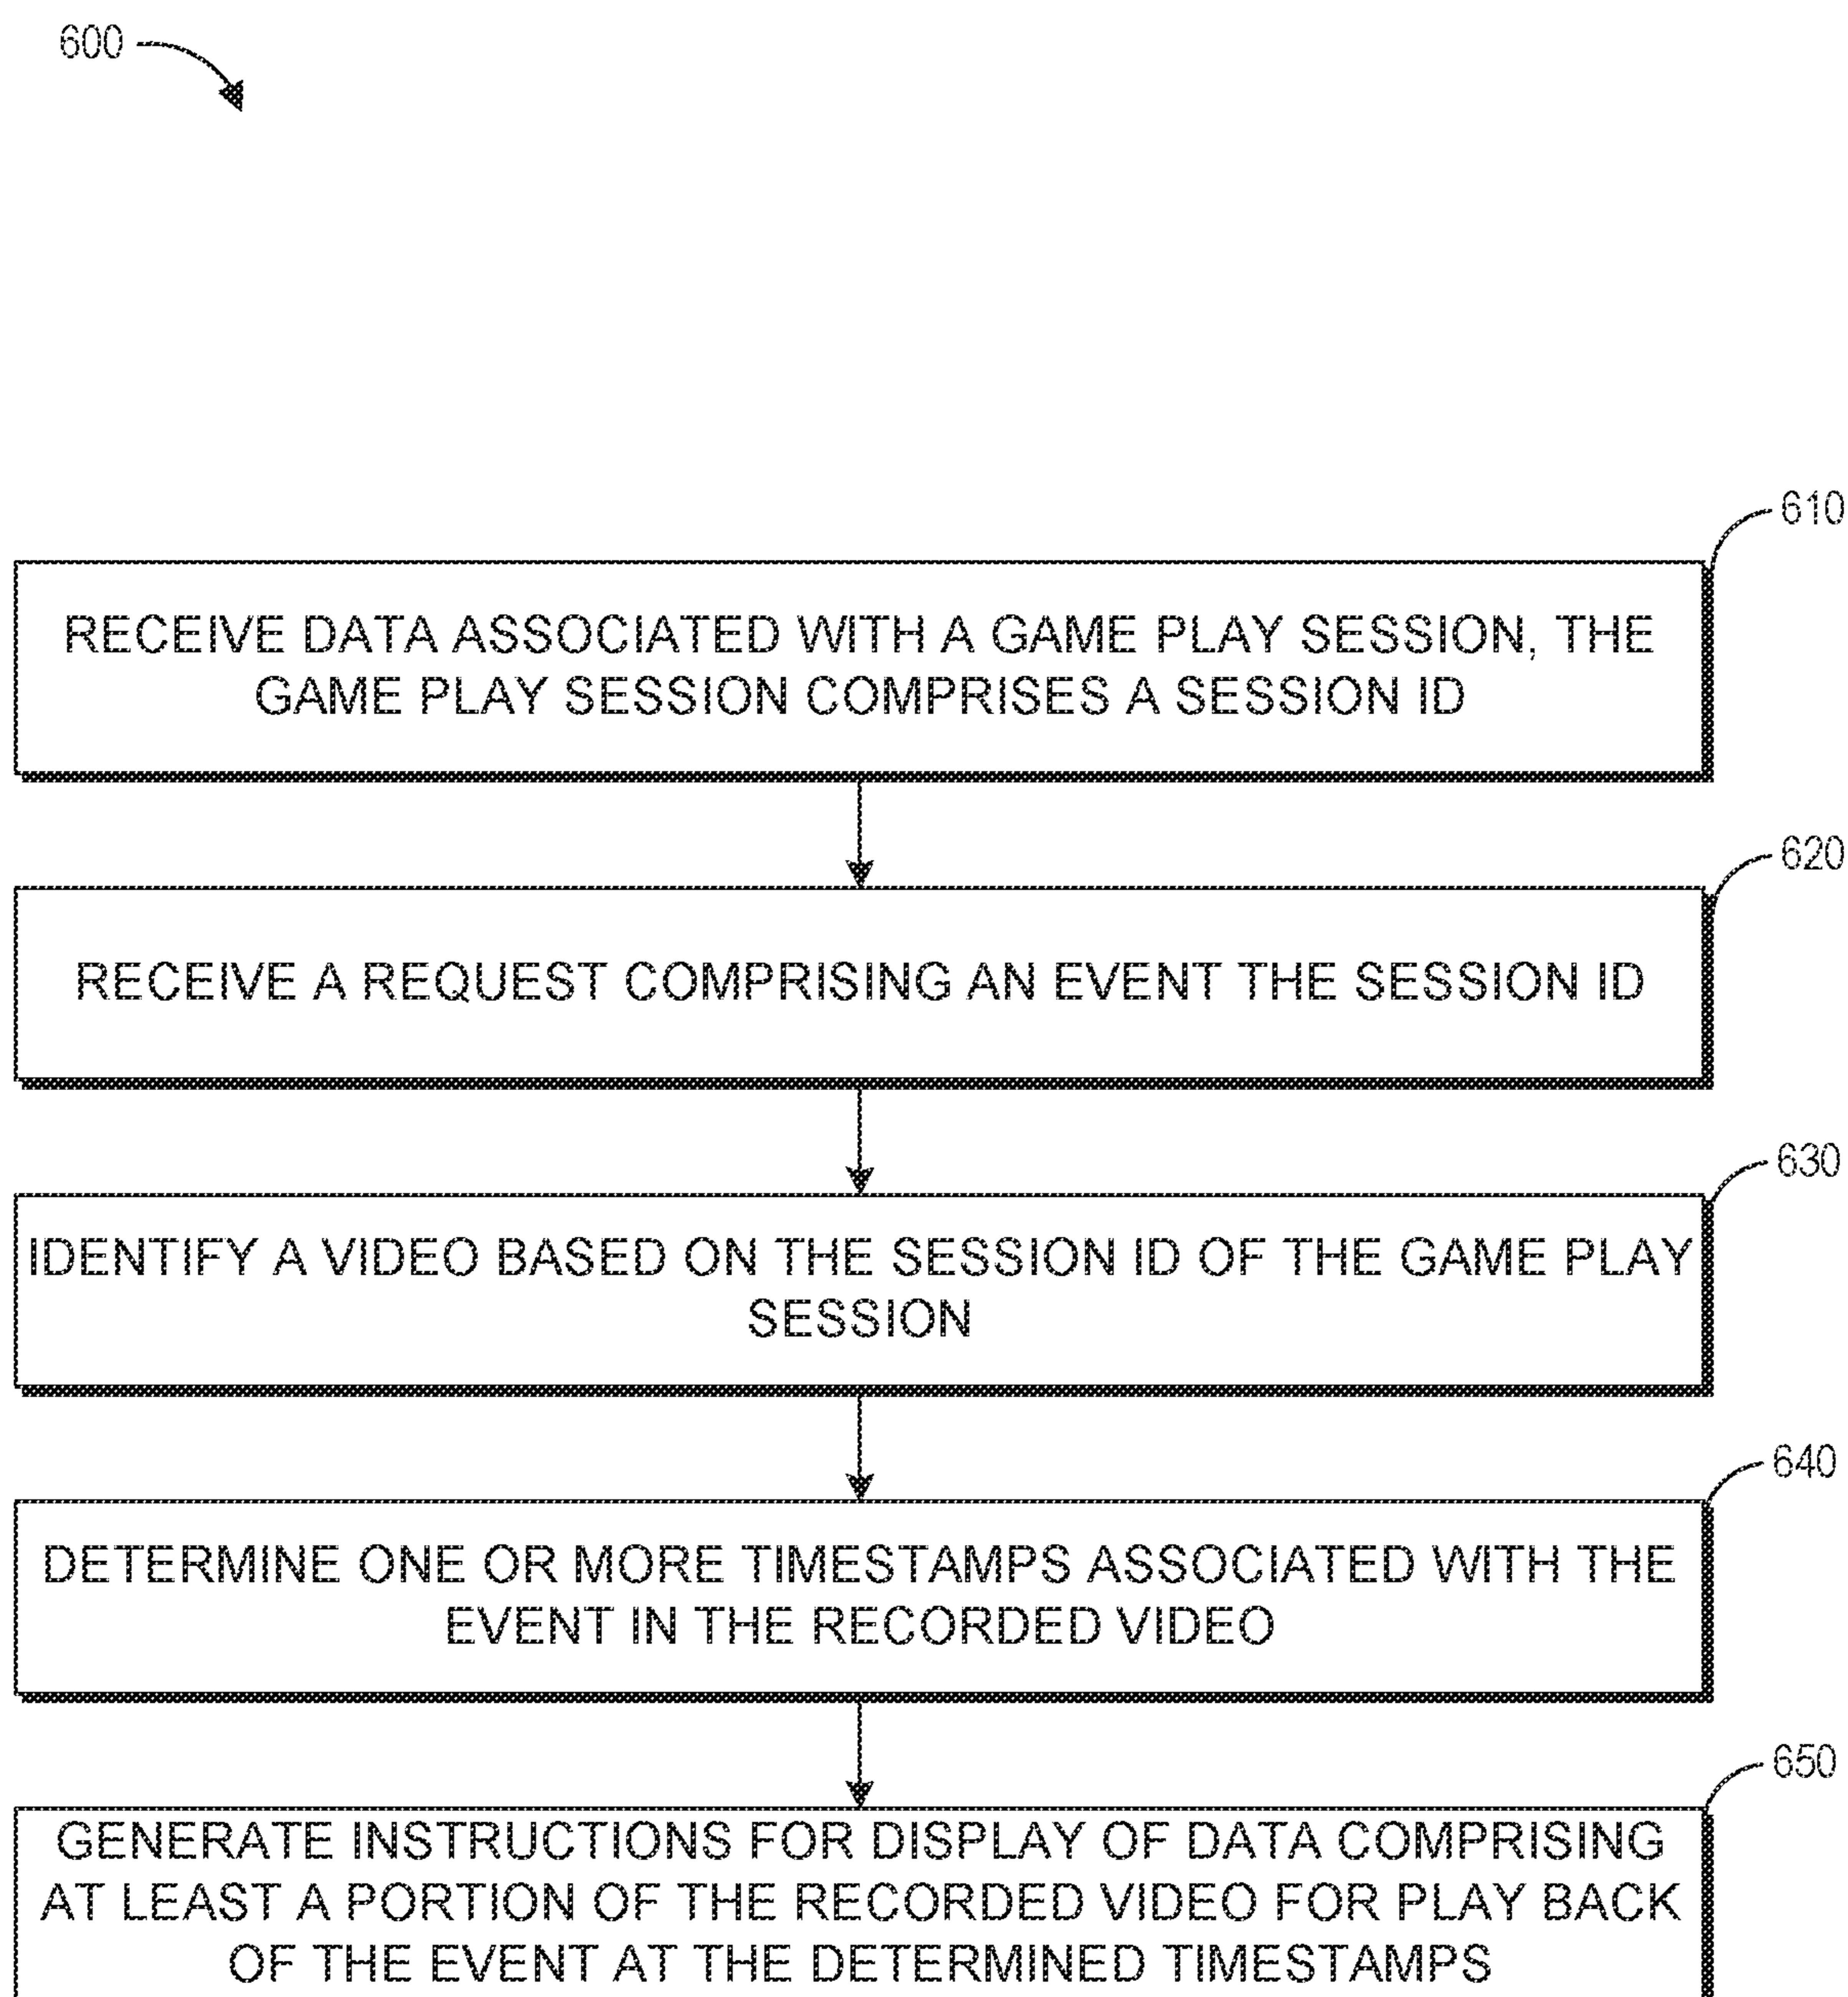 600
610
RECEIVE DATA ASSOCIATED WITH A GAME PLAY SESSION, THE
GAME PLAY SESSION COMPRISES A SESSION ID
620
RECEIVE A REQUEST COMPRISING AN EVENT THE SESSION ID
630
IDENTIFY A VIDEO BASED ON THE SESSION ID OF THE GAME PLAY
SESSION
640
DETERMINE ONE OR MORE TIMESTAMPS ASSOCIATED WITH THE
EVENT IN THE RECORDED VIDEO
650
GENERATE INSTRUCTIONS FOR DISPLAY OF DATA COMPRISING
AT LEAST A PORTION OF THE RECORDED VIDEO FOR PLAY BACK
OF THE EVENT AT THE DETERMINED TIMESTAMPS